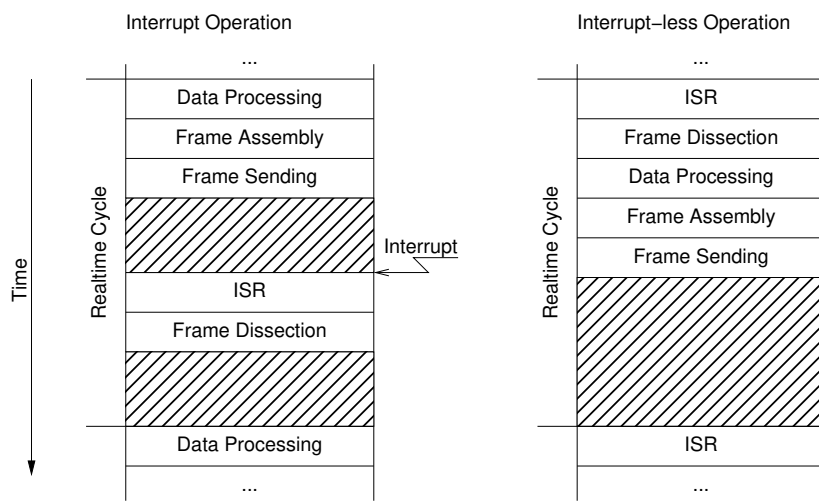 Interrupt Operation
...
Data Processing
Frame Assembly
Frame Sending
Interrupt
ISR
Frame Dissection
Data Processing
...
Realtime Cycle
Time
Interrupt−less Operation
...
ISR
Frame Dissection
Data Processing
Frame Assembly
Frame Sending
ISR
...
Realtime Cycle